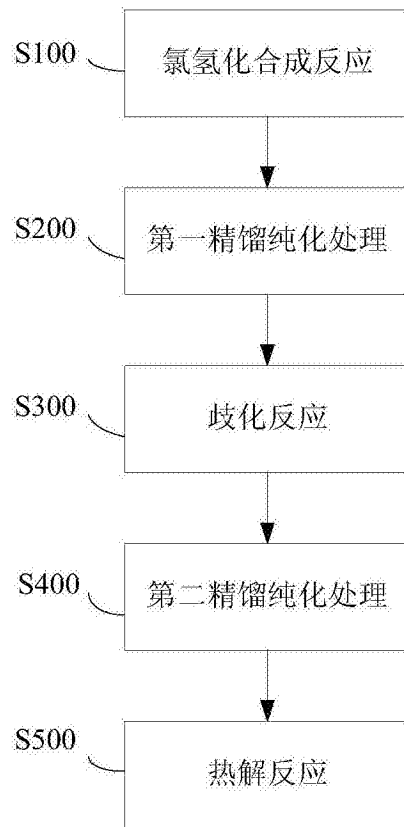 S100
氯氢化合成反应
S200
第一精馏纯化处理
S300
歧化反应
S400
第二精馏纯化处理
S500
热解反应